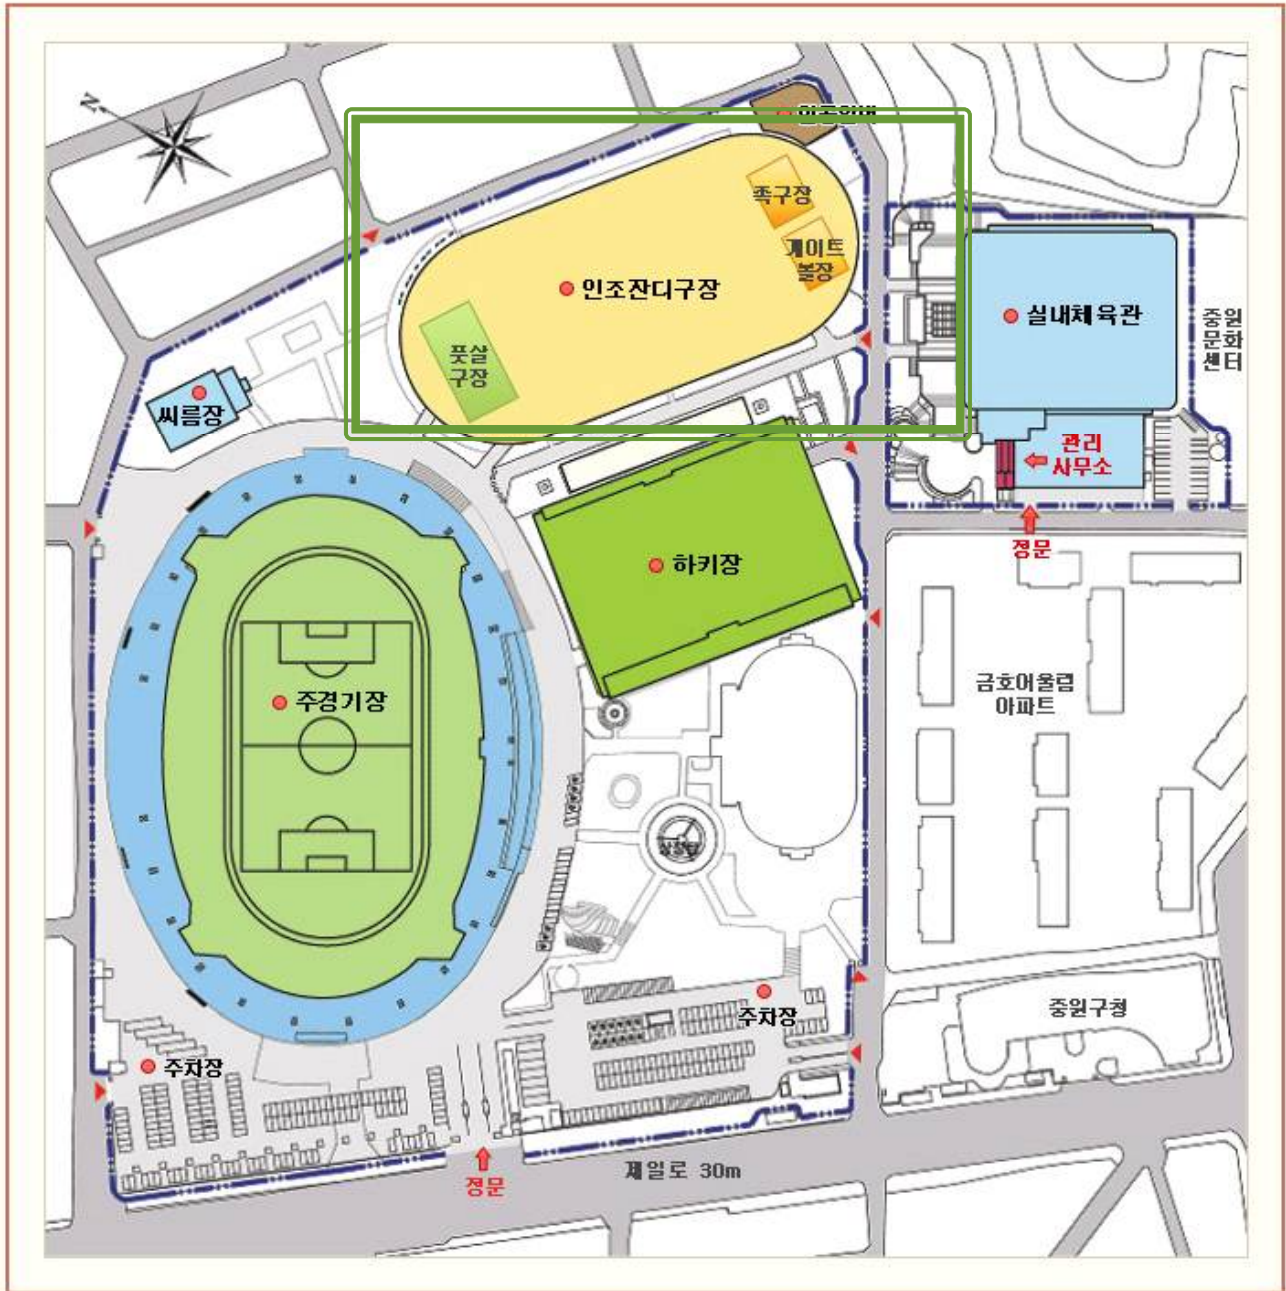 N
족구장
게이트
볼장
인조잔디구장
풋살
구장
실내체육관
중원
문화
센터
씨름장
관리
사무소
정문
하키장
주경기장
금호어울림
아파트
주차장
중원구청
주차장
제일로 30m
정문